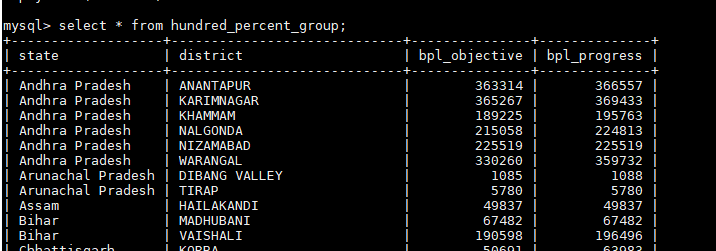 mysql> select * from hundred_percent_group;
+-------------------+-----------------------------+---------------+--------------+
| state | district | bpl_objective | bpl_progress |
+-------------------+-----------------------------+---------------+--------------+
| Andhra Pradesh | ANANTAPUR | 363314 | 366557 |
| Andhra Pradesh | KARIMNAGAR | 365267 | 369433 |
| Andhra Pradesh | KHAMMAM | 189225 | 195763 |
| Andhra Pradesh | NALGONDA | 215058 | 224813 |
| Andhra Pradesh | NIZAMABAD | 225519 | 225519 |
| Andhra Pradesh | WARANGAL | 330260 | 359732 |
| Arunachal Pradesh | DIBANG VALLEY | 1085 | 1088 |
| Arunachal Pradesh | TIRAP | 5780 | 5780 |
| Assam | HAILAKANDI | 49837 | 49837 |
| Bihar | MADHUBANI | 67482 | 67482 |
| Bihar | VAISHALI | 190598 | 196496 |
| Chhattisgarh | KORBA | 50691 | 63983 |